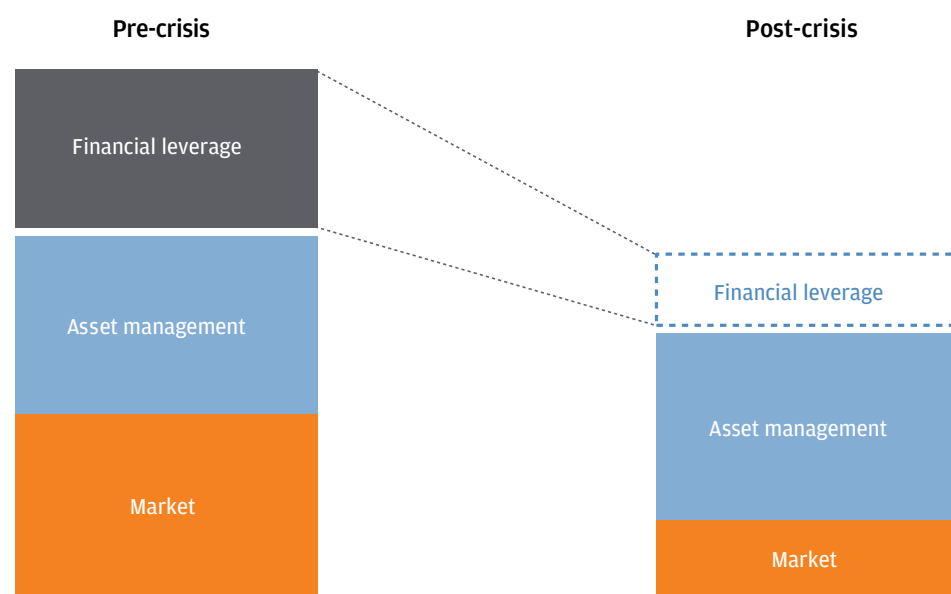 Pre-crisis
Post-crisis
Financial leverage
Asset management
Market
Financial leverage
Asset management
Market